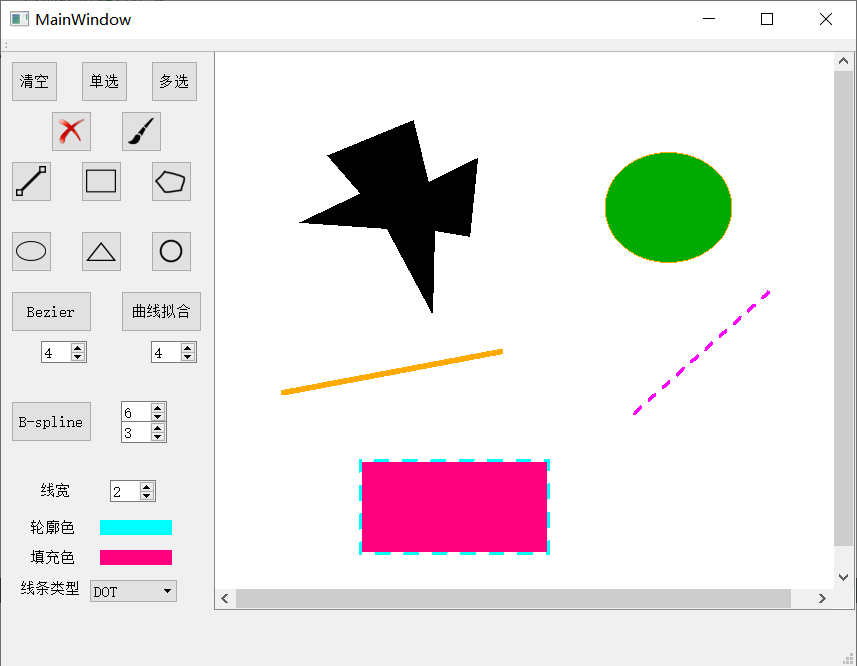 MainWindow
清空 单选 多选
Bezier 曲线拟合
4 4
B-spline 6
3
线宽 2
轮廓色
填充色
线条类型 DOT